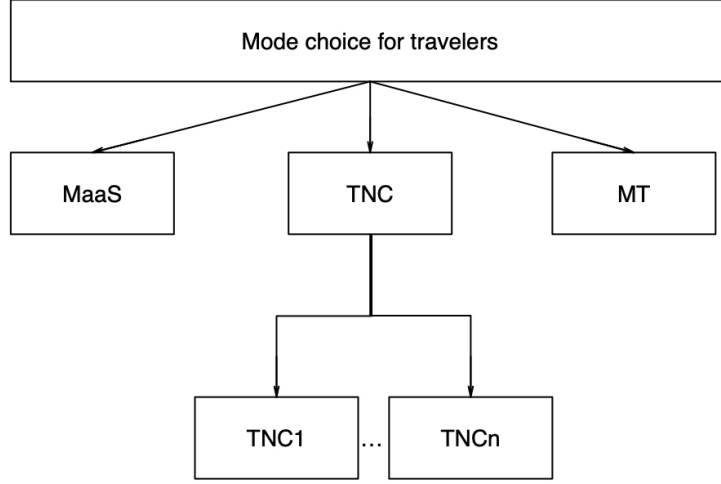 Mode choice for travelers
MaaS
TNC
MT
TNC1
...
TNCn